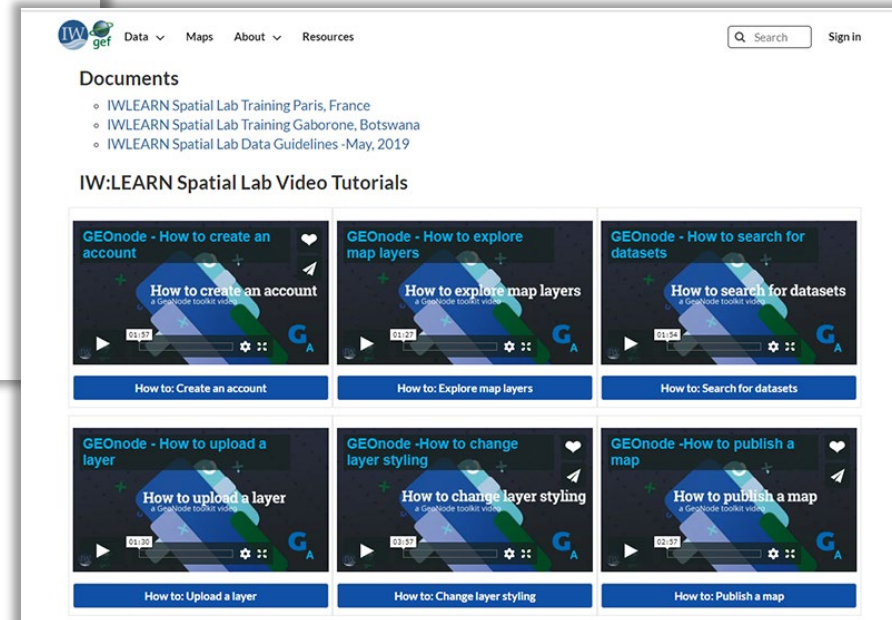 IW gef Data Maps About Resources Search Sign in
Documents
IWLEARN Spatial Lab Training Paris, France
IWLEARN Spatial Lab Training Gaborone, Botswana
IWLEARN Spatial Lab Data Guidelines -May, 2019
IW:LEARN Spatial Lab Video Tutorials
GEOnode - How to create an
account
How to create an account
a GeoNode toolkit video
01:57
G A
How to: Create an account
GEOnode - How to explore
map layers
How to explore map layers
a GeoNode toolkit video
01:27
G A
How to: Explore map layers
GEOnode - How to search for
datasets
How to search for datasets
a GeoNode toolkit video
01:54
G A
How to: Search for datasets
GEOnode - How to upload a
layer
How to upload a layer
a GeoNode toolkit video
01:30
G A
How to: Upload a layer
GEOnode -How to change
layer styling
How to change layer styling
a GeoNode toolkit video
03:57
G A
How to: Change layer styling
GEOnode -How to publish a
map
How to publish a map
a GeoNode toolkit video
02:57
G A
How to: Publish a map